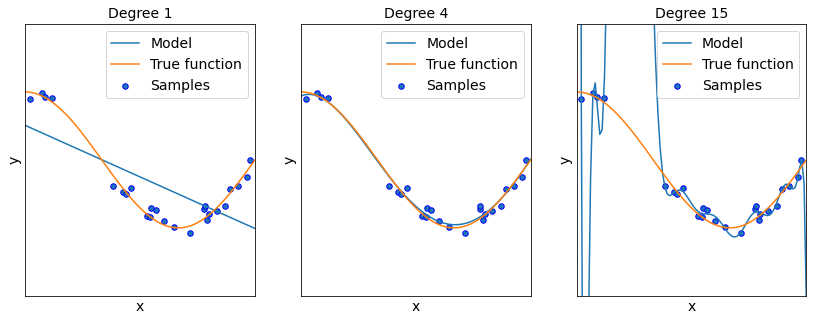 Degree 1
Model
True function
Samples
y
x
Degree 4
Model
True function
Samples
y
x
Degree 15
Model
True function
Samples
y
x